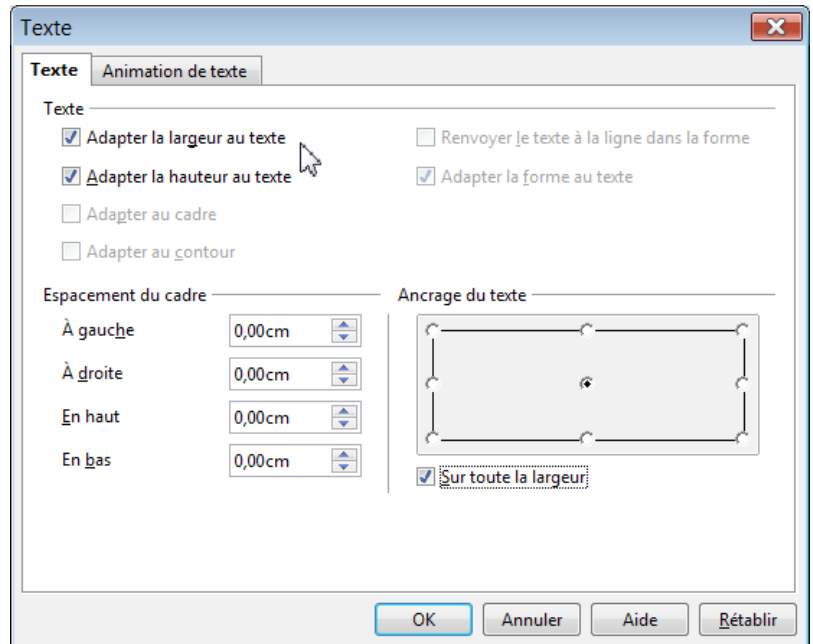 Texte
Texte
Animation de texte
Texte
Adapter la largeur au texte
Renvoyer le texte à la ligne dans la forme
Adapter la hauteur au texte
Adapter la forme au texte
Adapter au cadre
Adapter au contour
Espacement du cadre
Ancrage du texte
À gauche
0,00cm
À droite
0,00cm
En haut
0,00cm
En bas
0,00cm
Sur toute la largeur
OK
Annuler
Aide
Rétablir